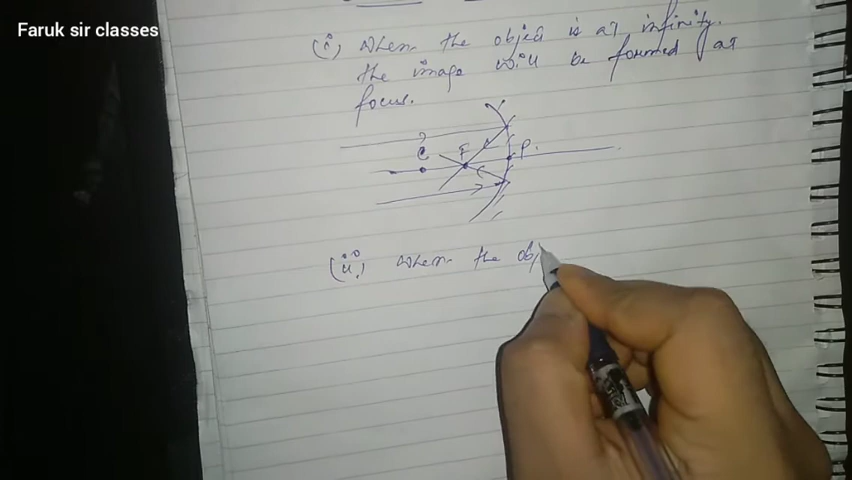 Faruk sir classes
(i) When the object is at infinity.
the image will be formed at
focus.
C F P.
(ii) When the obj